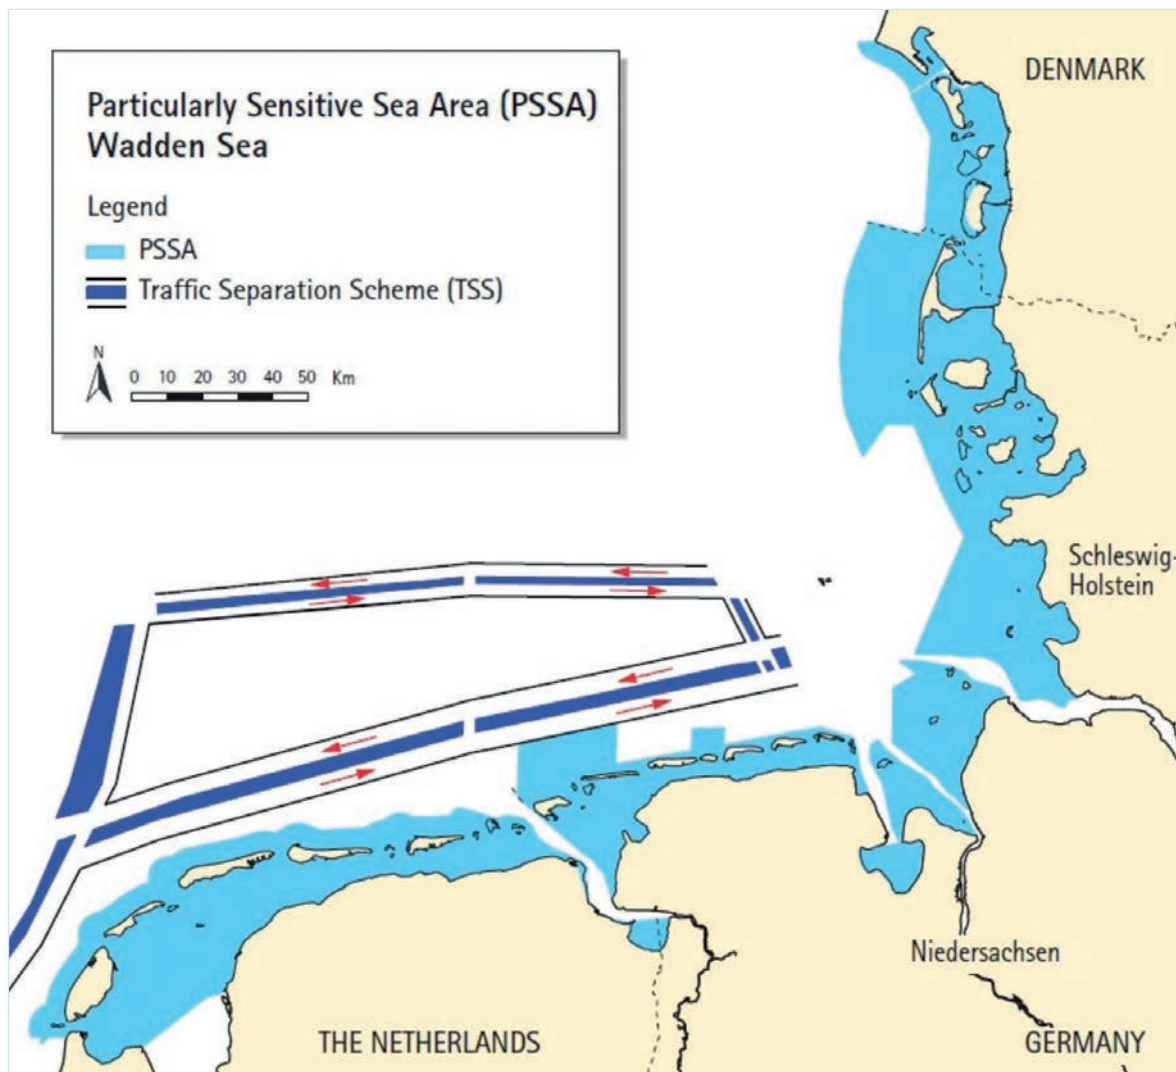 Particularly Sensitive Sea Area (PSSA)
Wadden Sea
Legend
PSSA
Traffic Separation Scheme (TSS)
N
0 10 20 30 40 50 Km
DENMARK
Schleswig-
Holstein
Niedersachsen
THE NETHERLANDS
GERMANY